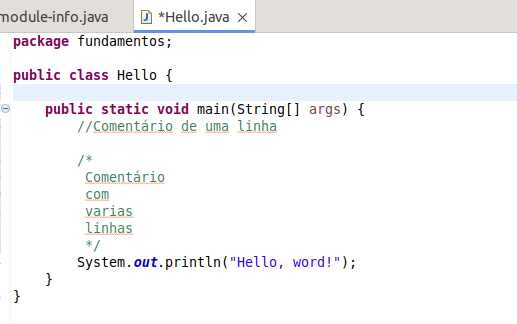 module-info.java *Hello.java
package fundamentos;
public class Hello {
public static void main(String[] args) {
//Comentário de uma linha
/*
Comentário
com
varias
linhas
*/
System.out.println("Hello, word!");
}
}